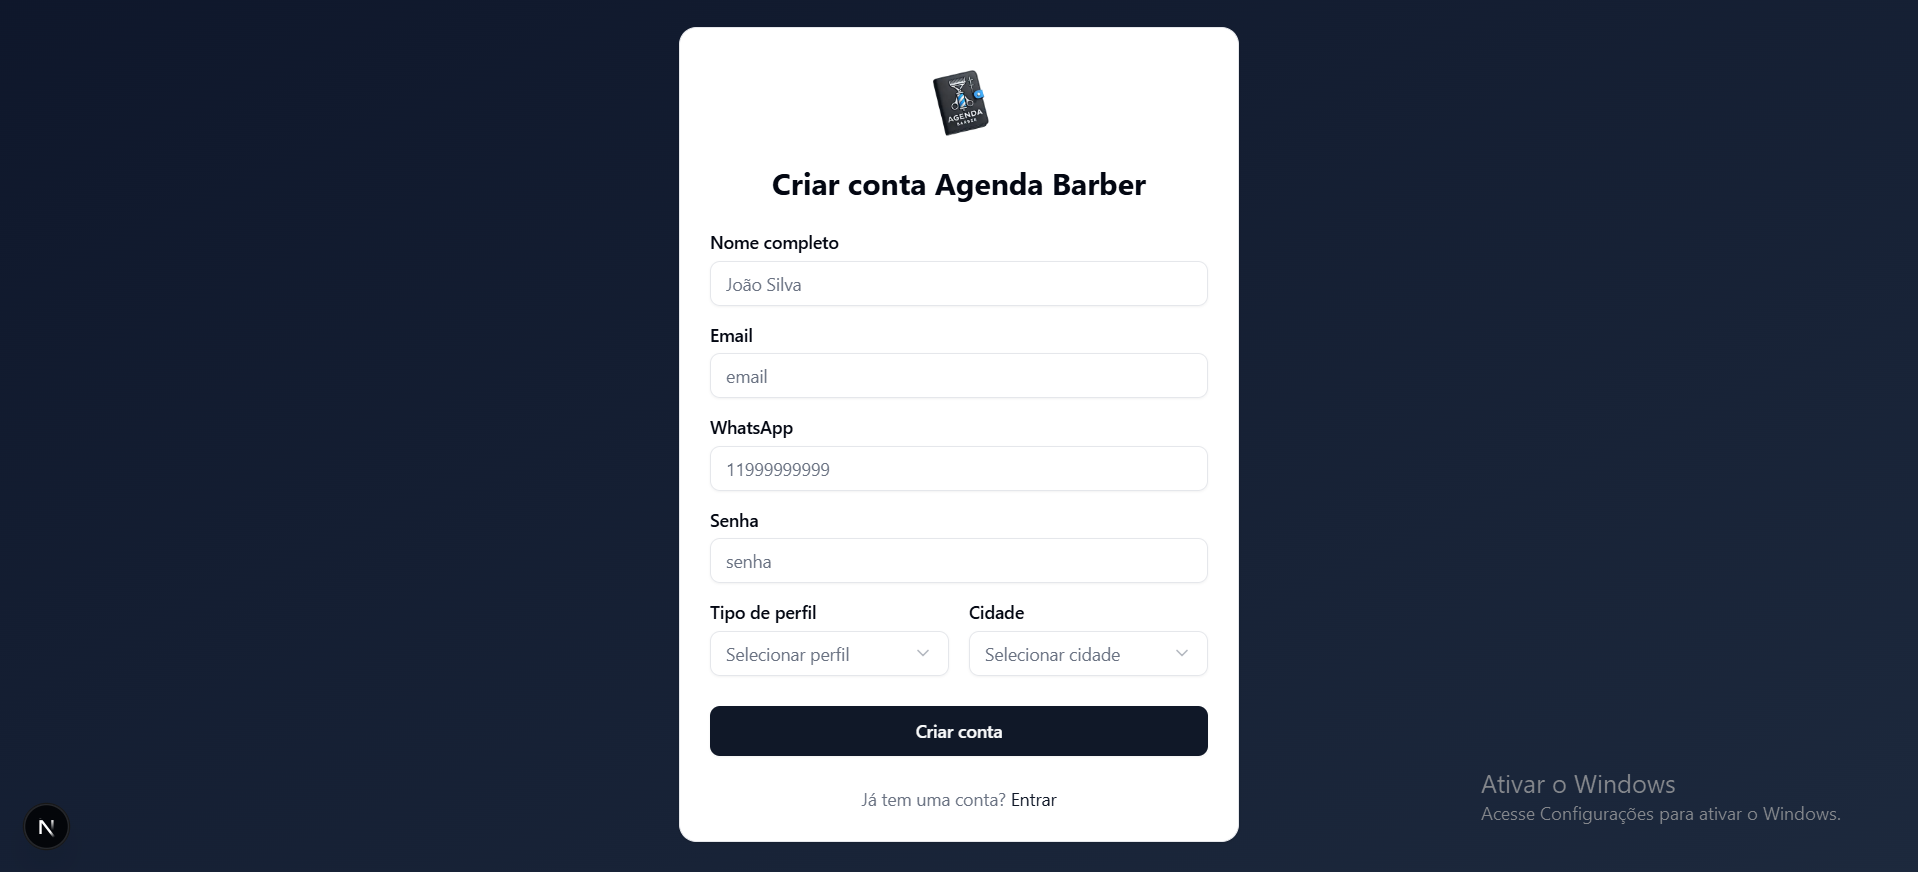 AGENDA
BARBER
Criar conta Agenda Barber
Nome completo
João Silva
Email
email
WhatsApp
11999999999
Senha
senha
Tipo de perfil
Cidade
Selecionar perfil
Selecionar cidade
Criar conta
Já tem uma conta? Entrar
N
Ativar o Windows
Acesse Configurações para ativar o Windows.